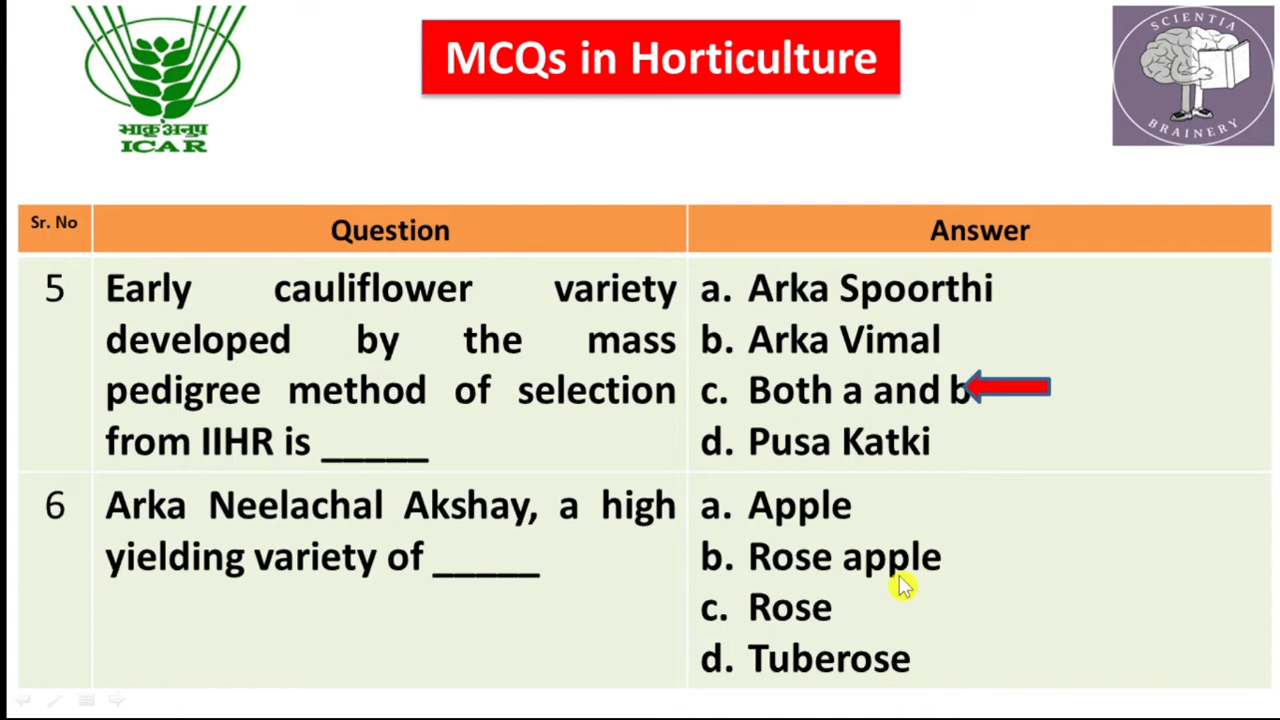 MCQs in Horticulture
भाकृअनुप
ICAR
SCIENTIA
BRAINERY
Sr. No
Question
Answer
5
Early cauliflower variety
developed by the mass
pedigree method of selection
from IIHR is _____
a. Arka Spoorthi
b. Arka Vimal
c. Both a and b
d. Pusa Katki
6
Arka Neelachal Akshay, a high
yielding variety of _____
a. Apple
b. Rose apple
c. Rose
d. Tuberose